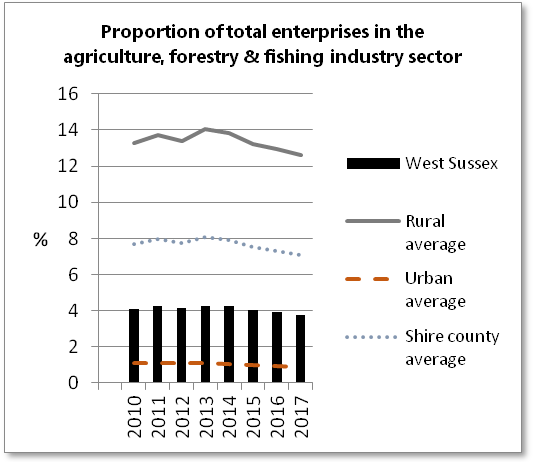 Proportion of total enterprises in the
agriculture, forestry & fishing industry sector
16
14
12
10
8
6
4
2
0
%
2010
2011
2012
2013
2014
2015
2016
2017
West Sussex
Rural
average
Urban
average
Shire county
average